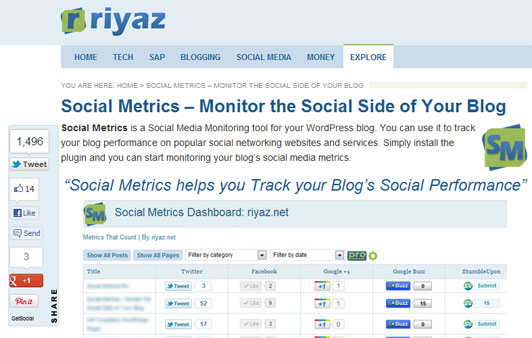 r riyaz
HOME TECH SAP BLOGGING SOCIAL MEDIA MONEY EXPLORE
YOU ARE HERE: HOME > SOCIAL METRICS – MONITOR THE SOCIAL SIDE OF YOUR BLOG
Social Metrics – Monitor the Social Side of Your Blog
Social Metrics is a Social Media Monitoring tool for your WordPress blog. You can use it to track
your blog performance on popular social networking websites and services. Simply install the
plugin and you can start monitoring your blog's social media metrics.
SM
“Social Metrics helps you Track your Blog’s Social Performance”
1,496
Tweet
14
Like
Send
3
+1
Pin it
GetSocial
SHARE
SM Social Metrics Dashboard: riyaz.net
Metrics That Count | By riyaz.net
Show All Posts Show All Pages Filter by category Filter by date pro
Title Twitter Facebook Google +1 Google Buzz StumbleUpon
Tweet 3 Like 2 +1 1 Buzz 0 Submit
Tweet 52 Like 9 +1 1 Buzz 15 15
Tweet 17 Like 3 +1 0 Buzz 0 Submit